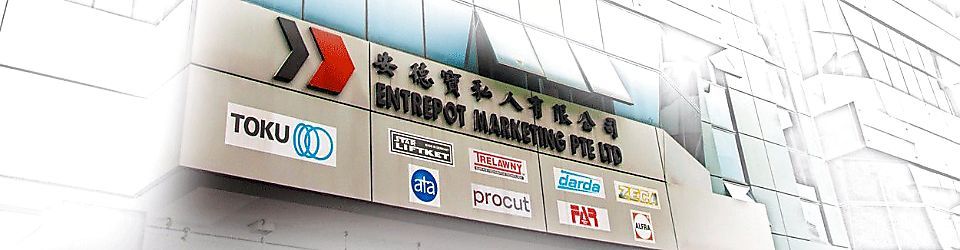 安德寶私人有限公司
ENTREPOT MARKETING PTE LTD
TOKU
STAR LIFTKET
TRELAWNY
ata
procut
darda
ZECA
FAR
ALFRA